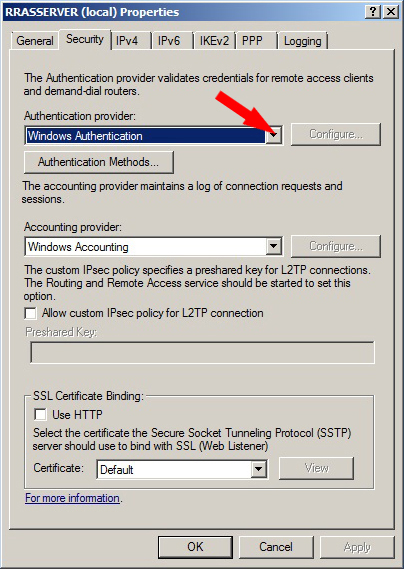 RRASSERVER (local) Properties
General Security IPv4 IPv6 IKEv2 PPP Logging
The Authentication provider validates credentials for remote access clients
and demand-dial routers.
Authentication provider:
Windows Authentication Configure...
Authentication Methods...
The accounting provider maintains a log of connection requests and
sessions.
Accounting provider:
Windows Accounting Configure...
The custom IPsec policy specifies a preshared key for L2TP connections.
The Routing and Remote Access service should be started to set this
option.
Allow custom IPsec policy for L2TP connection
Preshared Key:
SSL Certificate Binding:
Use HTTP
Select the certificate the Secure Socket Tunneling Protocol (SSTP)
server should use to bind with SSL (Web Listener)
Certificate: Default View
For more information.
OK Cancel Apply